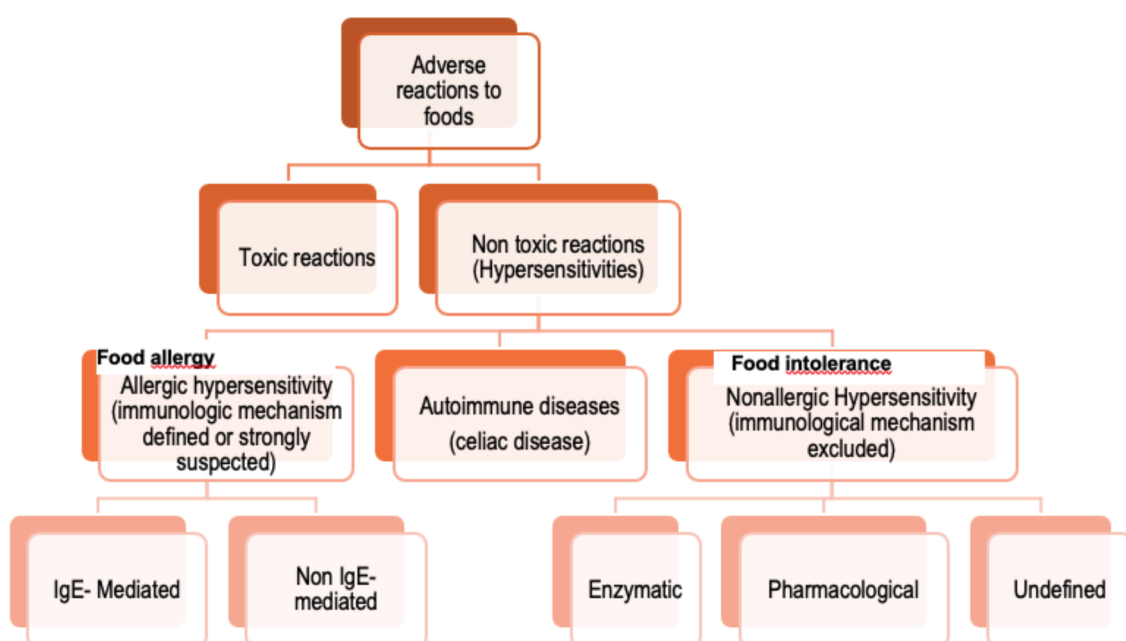 Adverse
reactions to
foods
Toxic reactions
Non toxic reactions
(Hypersensitivities)
Food allergy
Allergic hypersensitivity
(immunologic mechanism
defined or strongly
suspected)
Autoimmune diseases
(celiac disease)
Food intolerance
Nonallergic Hypersensitivity
(immunological mechanism
excluded)
IgE- Mediated
Non IgE-
mediated
Enzymatic
Pharmacological
Undefined